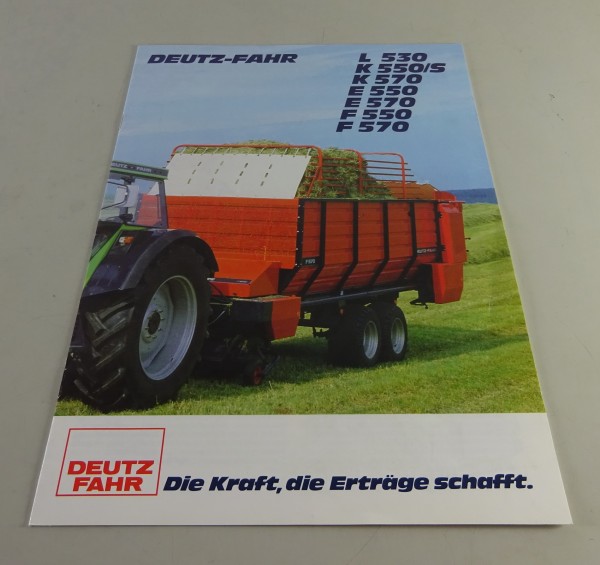 DEUTZ-FAHR
L 530
K 550/S
K 570
E 550
E 570
F 550
F 570
DEUTZ
FAHR
Die Kraft, die Erträge schafft.